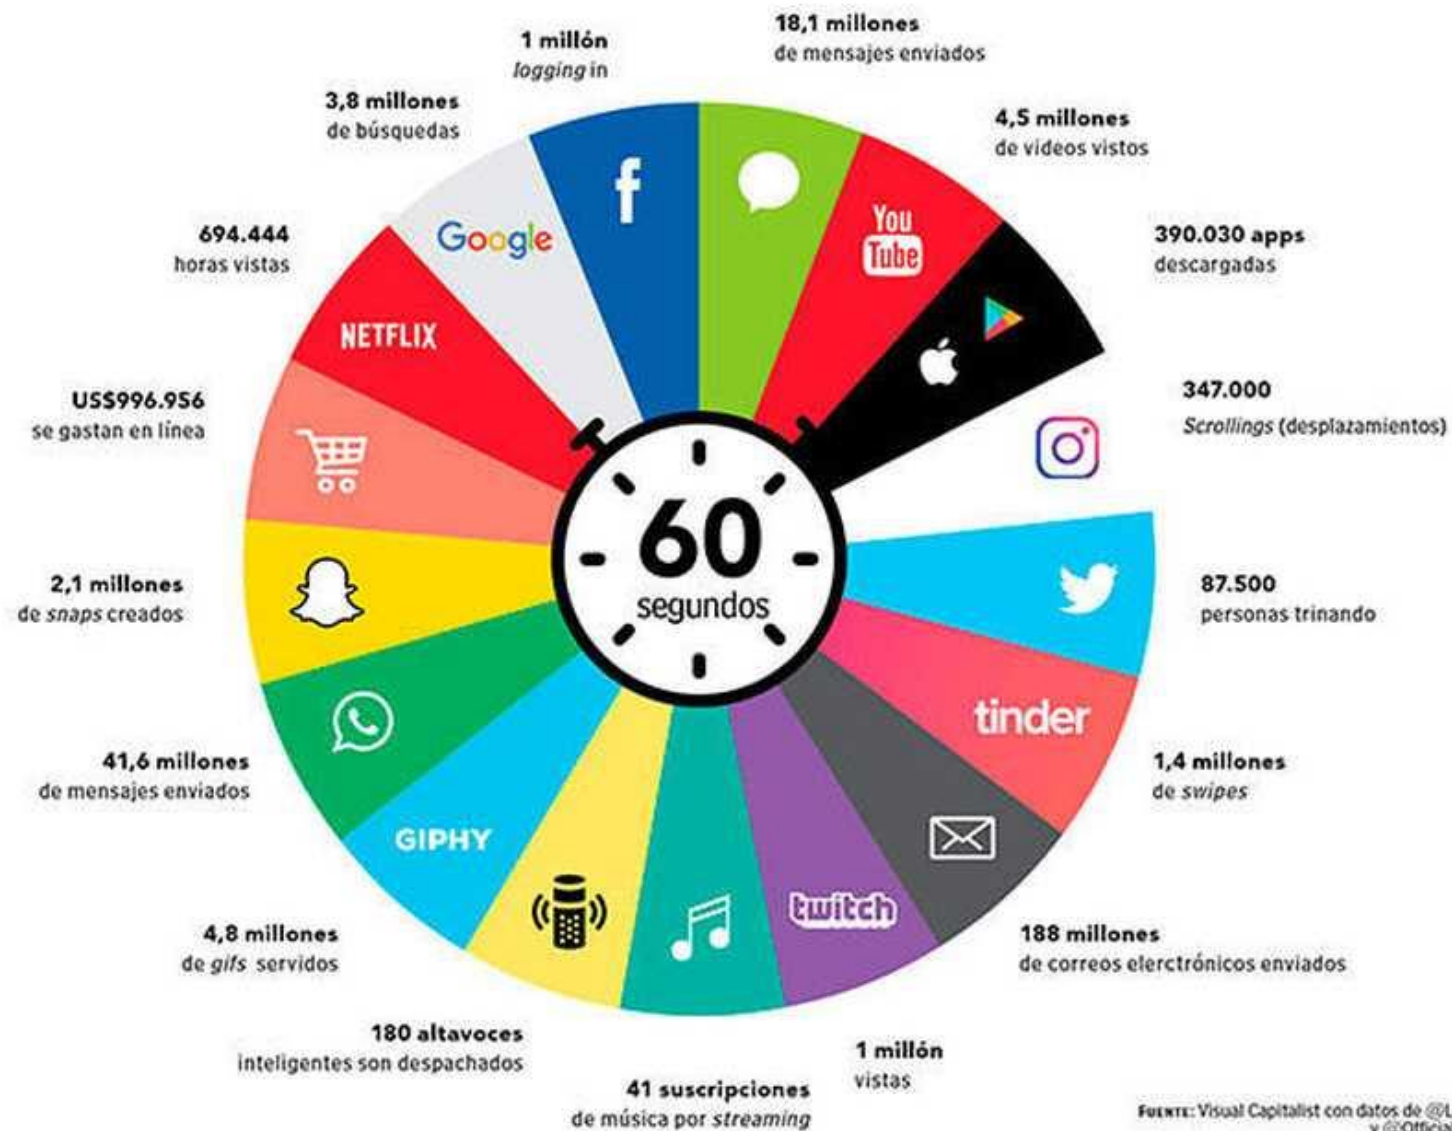 1 millón
logging in
18,1 millones
de mensajes enviados
3,8 millones
de búsquedas
4,5 millones
de videos vistos
694.444
horas vistas
390.030 apps
descargadas
US$996.956
se gastan en línea
347.000
Scrollings (desplazamientos)
2,1 millones
de snaps creados
87.500
personas trinando
41,6 millones
de mensajes enviados
1,4 millones
de swipes
4,8 millones
de gifs servidos
188 millones
de correos elerctrónicos enviados
180 altavoces
inteligentes son despachados
1 millón
vistas
41 suscripciones
de música por streaming
f
Google
You
Tube
NETFLIX
60
segundos
tinder
GIPHY
twitch
FUENTE: Visual Capitalist con datos de @L
y @Official